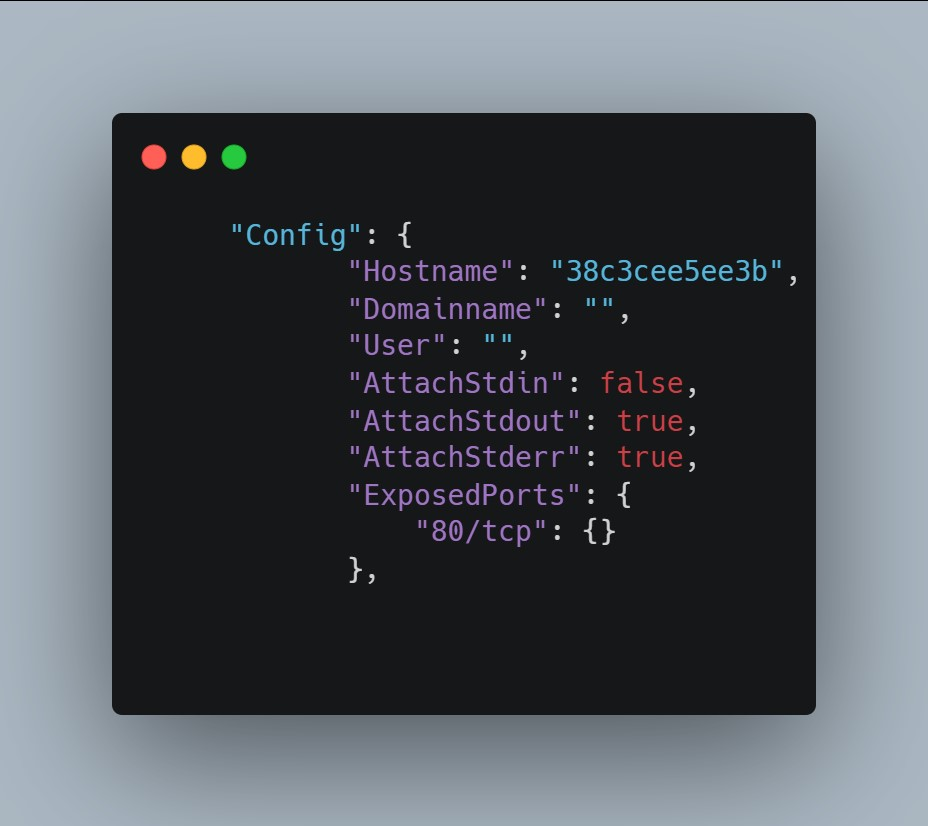 "Config": {
"Hostname": "38c3cee5ee3b",
"Domainname": "",
"User": "",
"AttachStdin": false,
"AttachStdout": true,
"AttachStderr": true,
"ExposedPorts": {
"80/tcp": {}
},